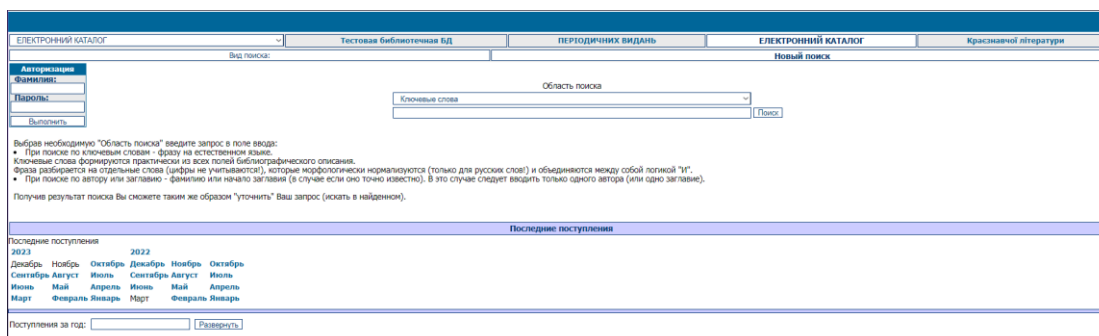 ЕЛЕКТРОННИЙ КАТАЛОГ
Тестовая библиотечная БД
ПЕРІОДИЧНИХ ВИДАНЬ
ЕЛЕКТРОННИЙ КАТАЛОГ
Краєзнавчої літератури
Вид поиска:
Новый поиск
Авторизация
Фамилия:
Пароль:
Выполнить
Область поиска
Ключевые слова
Поиск
Выбрав необходимую "Область поиска" введите запрос в поле ввода:
• При поиске по ключевым словам - фразу на естественном языке.
Ключевые слова формируются практически из всех полей библиографического описания.
Фраза разбирается на отдельные слова (цифры не учитываются!), которые морфологически нормализуются (только для русских слов!) и объединяются между собой логикой "И".
• При поиске по автору или заглавию - фамилию или начало заглавия (в случае если оно точно известно). В это случае следует вводить только одного автора (или одно заглавие).
Получив результат поиска Вы сможете таким же образом "уточнить" Ваш запрос (искать в найденном).
Последние поступления
Последние поступления
2023 2022
Декабрь Ноябрь Октябрь Декабрь Ноябрь Октябрь
Сентябрь Август Июль Сентябрь Август Июль
Июнь Май Апрель Июнь Май Апрель
Март Февраль Январь Март Февраль Январь
Поступления за год:
Развернуть